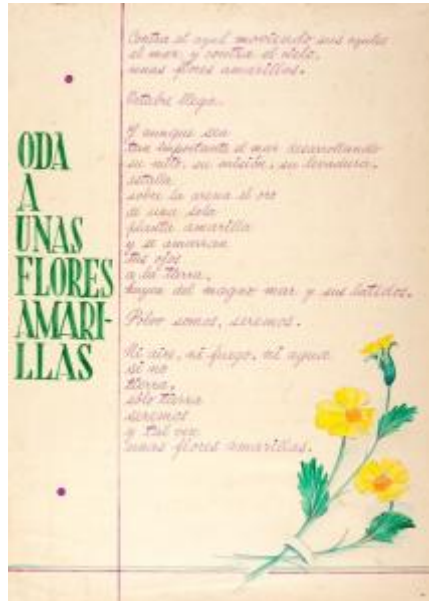 ODA
A
UNAS
FLORES
AMARI-
LLAS
Contra el azul moviendo sus azules
el mar, y contra el cielo,
unas flores amarillas.
Octubre llega.
Y aunque sea
tan importante el mar desarrollando
su mito, su misión, su levadura,
estalla
sobre la arena el oro
de una sola
planta amarilla
y se amarran
tus ojos
a la tierra,
huyen del magno mar y sus latidos.
Polvo somos, seremos.
Ni aire, ni fuego, ni agua
si no
tierra,
sólo tierra
seremos
y tal vez
unas flores amarillas.